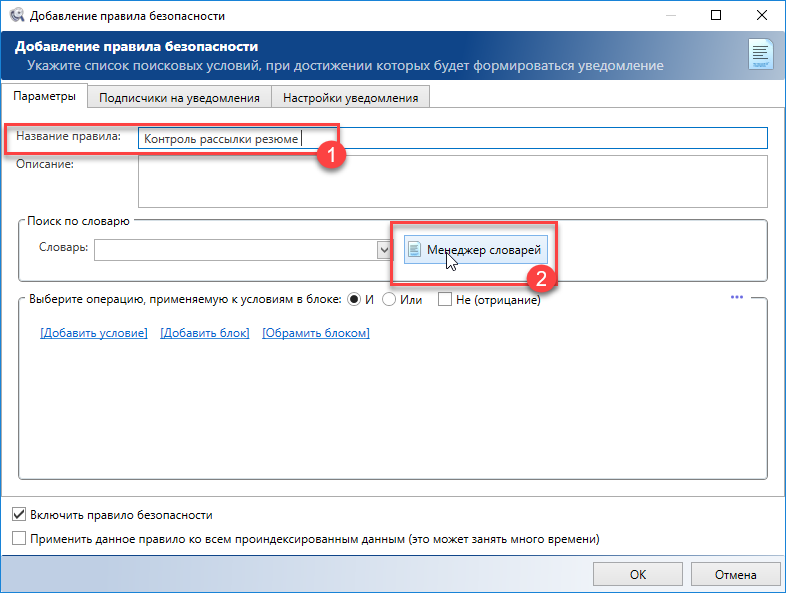 Добавление правила безопасности
Добавление правила безопасности
Укажите список поисковых условий, при достижении которых будет формироваться уведомление
Параметры Подписчики на уведомления Настройки уведомления
Название правила: Контроль рассылки резюме
1
Описание:
Поиск по словарю
Словарь: Менеджер словарей
2
Выберите операцию, применяемую к условиям в блоке: И Или Не (отрицание)
[Добавить условие] [Добавить блок] [Обрамить блоком]
Включить правило безопасности
Применить данное правило ко всем проиндексированным данным (это может занять много времени)
ОК Отмена